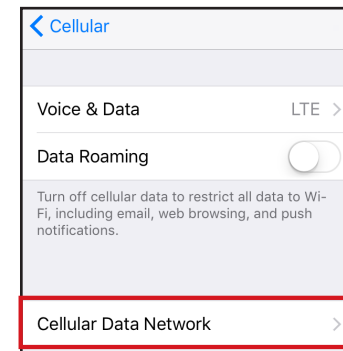 Cellular
Voice & Data LTE
Data Roaming
Turn off cellular data to restrict all data to Wi-
Fi, including email, web browsing, and push
notifications.
Cellular Data Network